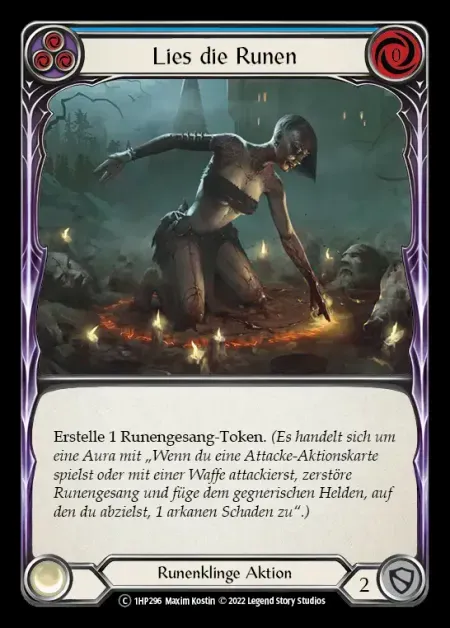 Lies die Runen
0
Erstelle 1 Runengesang-Token. (Es handelt sich um
eine Aura mit „Wenn du eine Attacke-Aktionskarte
spielst oder mit einer Waffe attackierst, zerstöre
Runengesang und füge dem gegnerischen Helden, auf
den du abzielst, 1 arkanen Schaden zu“.)
Runenklinge Aktion
2
C 1HP296 Maxim Kostin © 2022 Legend Story Studios